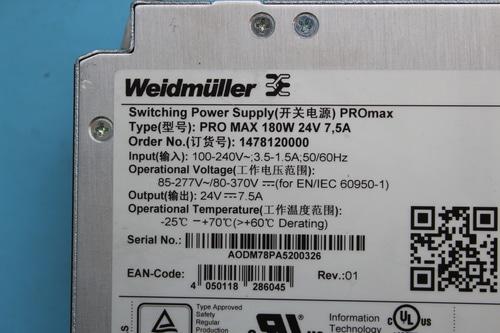 Weidmüller
Switching Power Supply(开关电源) PROmax
Type(型号): PRO MAX 180W 24V 7,5A
Order No.(订货号): 1478120000
Input(输入): 100-240V~;3.5-1.5A;50/60Hz
Operational Voltage(工作电压范围):
85-277V~/80-370V⎓(for EN/IEC 60950-1)
Output(输出): 24V⎓7.5A
Operational Temperature(工作温度范围):
-25℃ ~ +70℃(>+60℃ Derating)
Serial No.:
AODM78PA5200326
EAN-Code:
4 050118 286045
Rev.:01
Type Approved
Safety
Regular
Information
Technology
c UL US